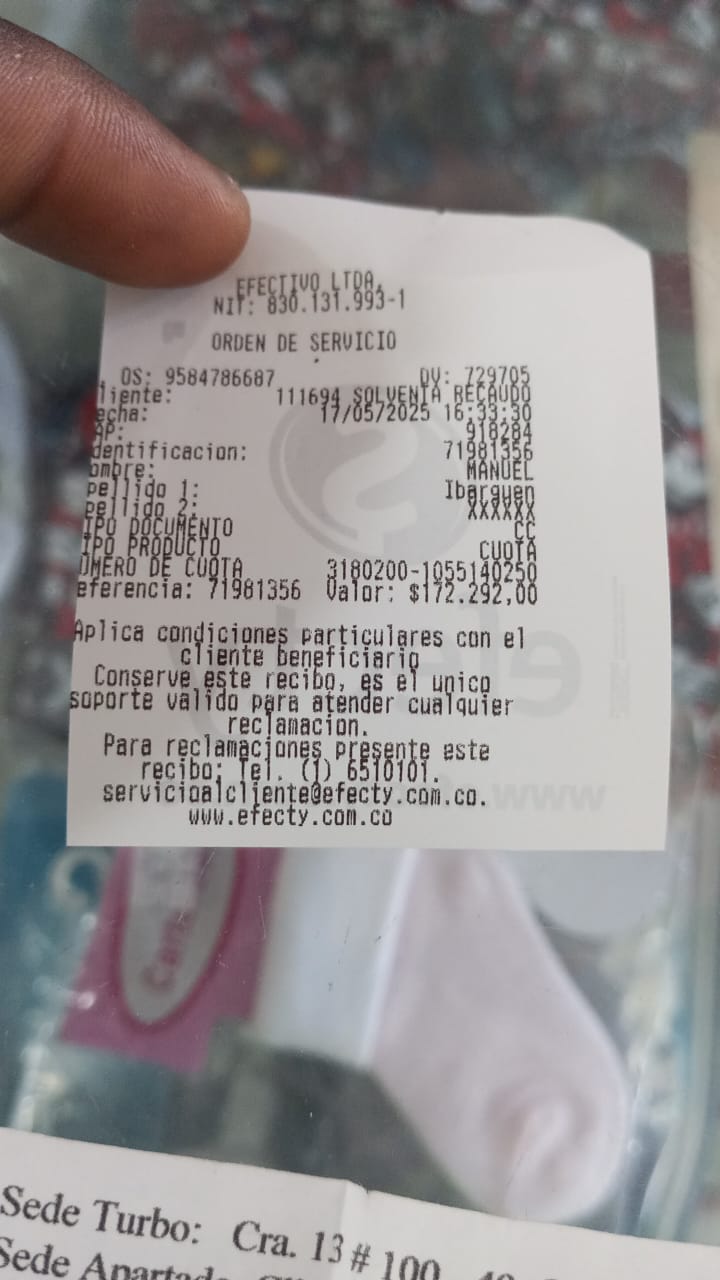 EFECTIVO LTDA.
NIT: 830.131.993-1
ORDEN DE SERVICIO
OS: 9584786687 DV: 729705
liente: 111694 SOLVENTA RECAUDO
echa: 17/05/2025 16:33:30
AP: 918284
dentificacion: 71981356
ombre: MANUEL
pellido 1: Ibarguen
pellido 2: XXXXXX
IPO DOCUMENTO CC
IPO PRODUCTO CUOTA
UMERO DE CUOTA 3180200-1055140250
eferencia: 71981356 Valor: $172.292,00
Aplica condiciones particulares con el
cliente beneficiario
Conserve este recibo, es el unico
soporte valido para atender cualquier
reclamacion.
Para reclamaciones presente este
recibo: Tel. (1) 6510101.
servicioalcliente@efecty.com.co.
www.efecty.com.co
Sede Turbo: Cra. 13 # 100
Sede Apartadó